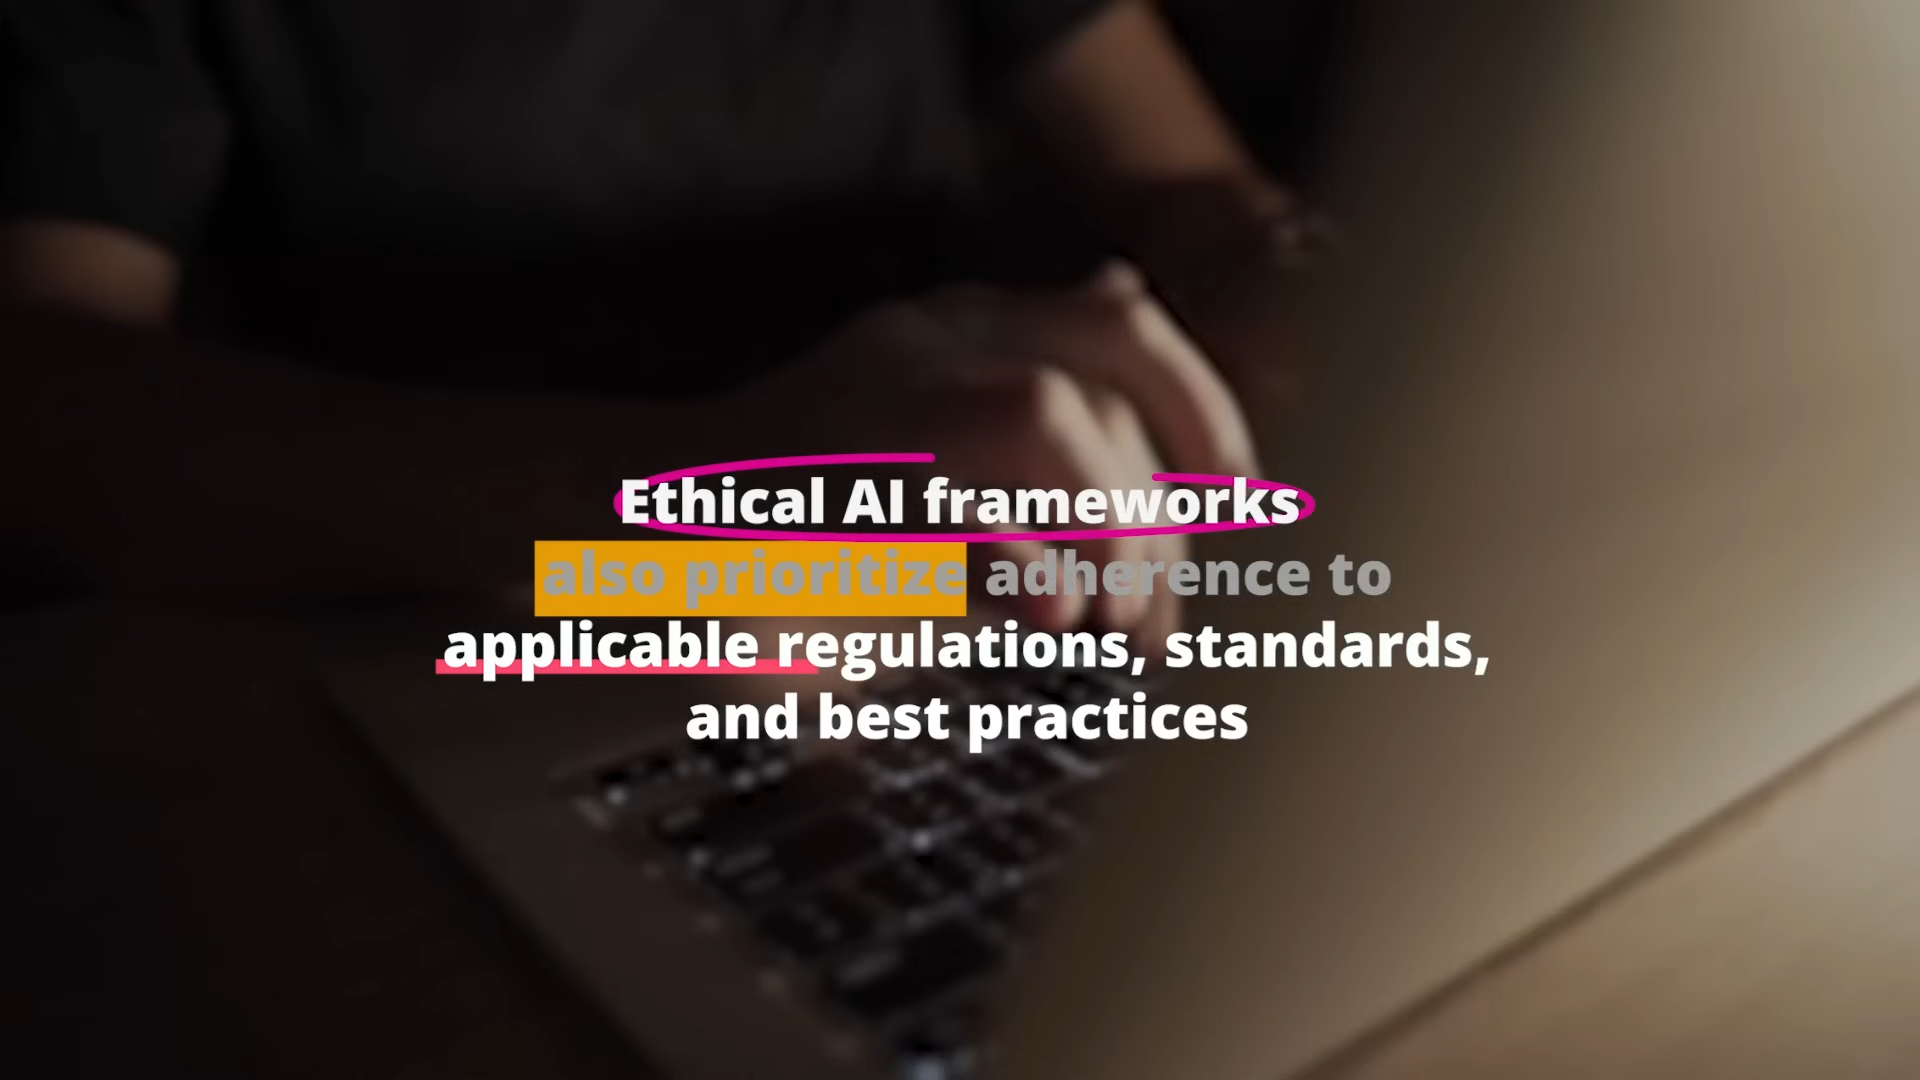 Ethical AI frameworks
also prioritize adherence to
applicable regulations, standards,
and best practices